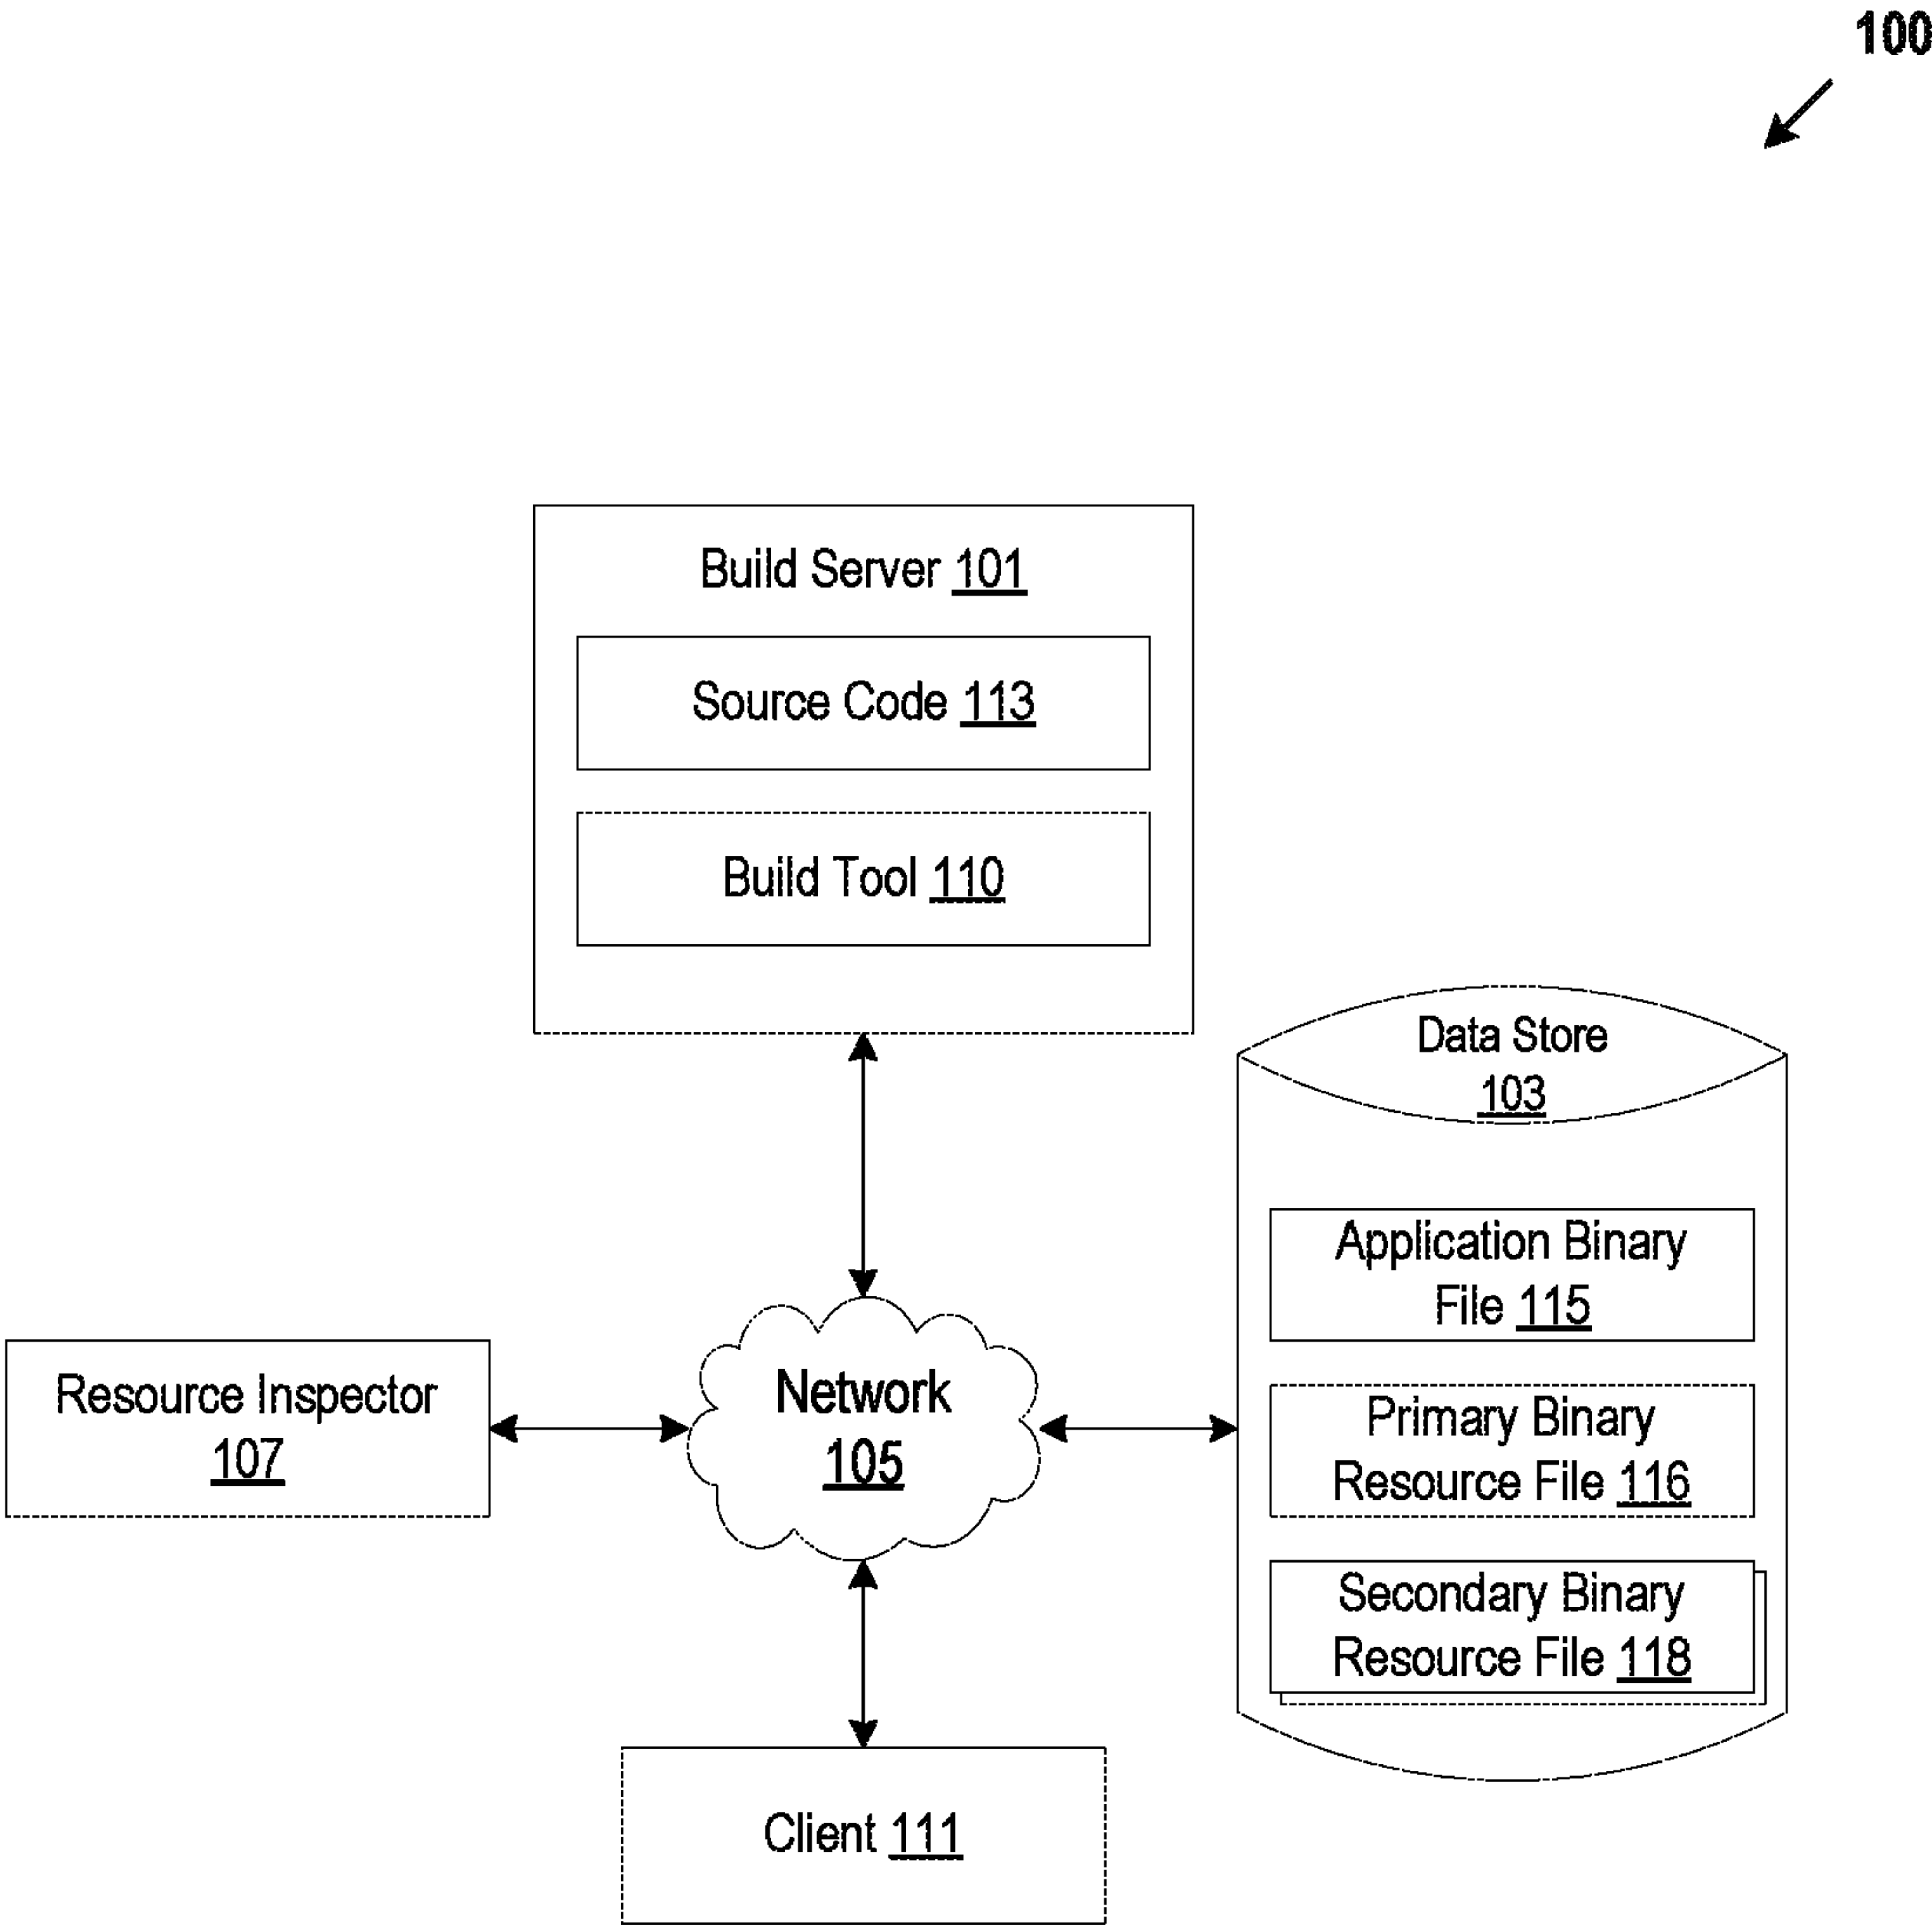 100
Build Server 101
Source Code 113
Build Tool 110
Data Store
103
Application Binary
File 115
Primary Binary
Resource File 116
Secondary Binary
Resource File 118
Resource Inspector
107
Network
105
Client 111